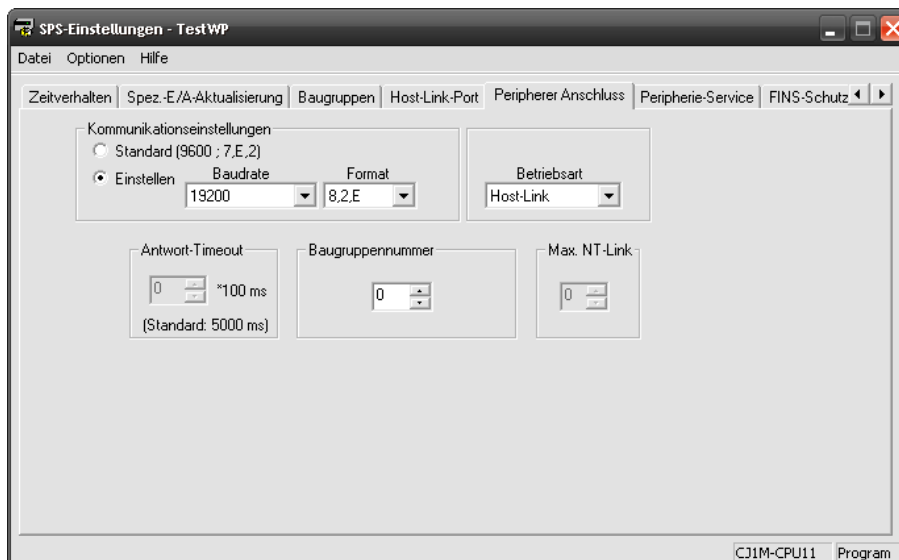 SPS-Einstellungen - TestWP
Datei Optionen Hilfe
Zeitverhalten Spez.-E/A-Aktualisierung Baugruppen Host-Link-Port Peripherer Anschluss Peripherie-Service FINS-Schutz
Kommunikationseinstellungen
Standard (9600 ; 7,E,2)
Einstellen Baudrate Format Betriebsart
19200 8,2,E Host-Link
Antwort-Timeout Baugruppennummer Max. NT-Link
0 *100 ms 0 0
(Standard: 5000 ms)
CJ1M-CPU11 Program